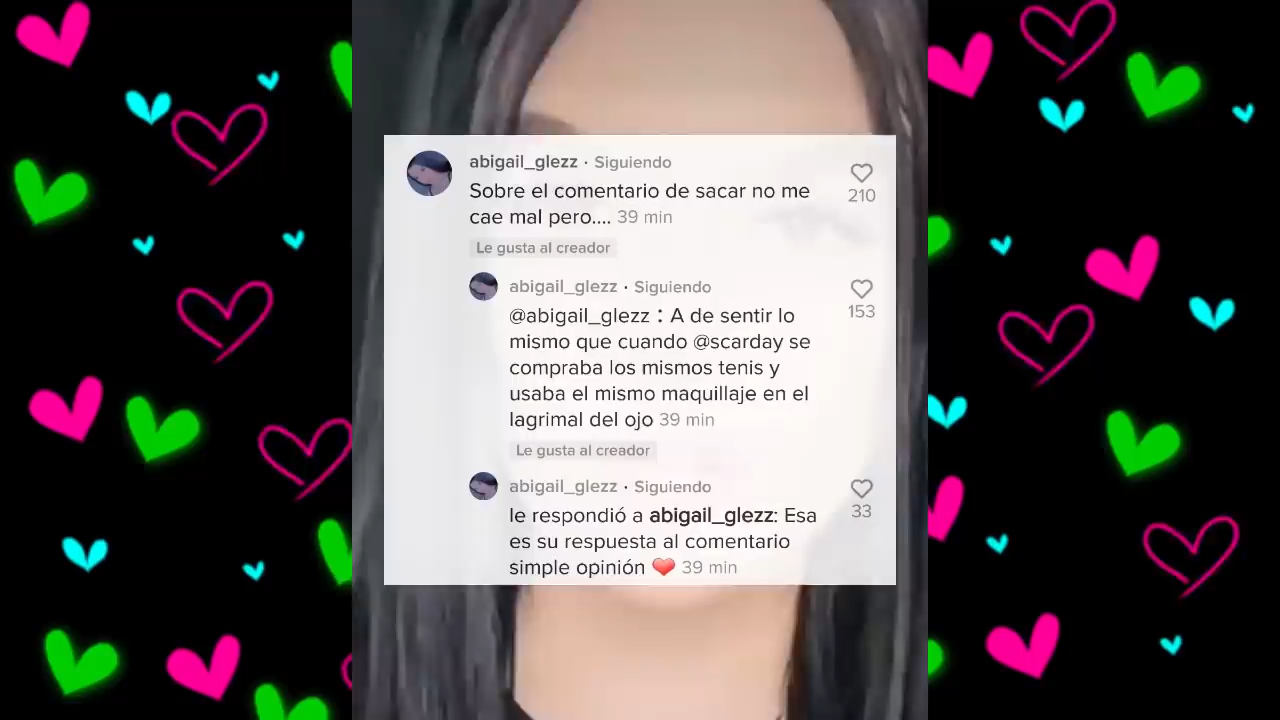 abigail_glezz · Siguiendo
Sobre el comentario de sacar no me
cae mal pero.... 39 min
210
Le gusta al creador
abigail_glezz · Siguiendo
@abigail_glezz : A de sentir lo
mismo que cuando @scarday se
compraba los mismos tenis y
usaba el mismo maquillaje en el
lagrimal del ojo 39 min
153
Le gusta al creador
abigail_glezz · Siguiendo
le respondió a abigail_glezz: Esa
es su respuesta al comentario
simple opinión ❤️ 39 min
33